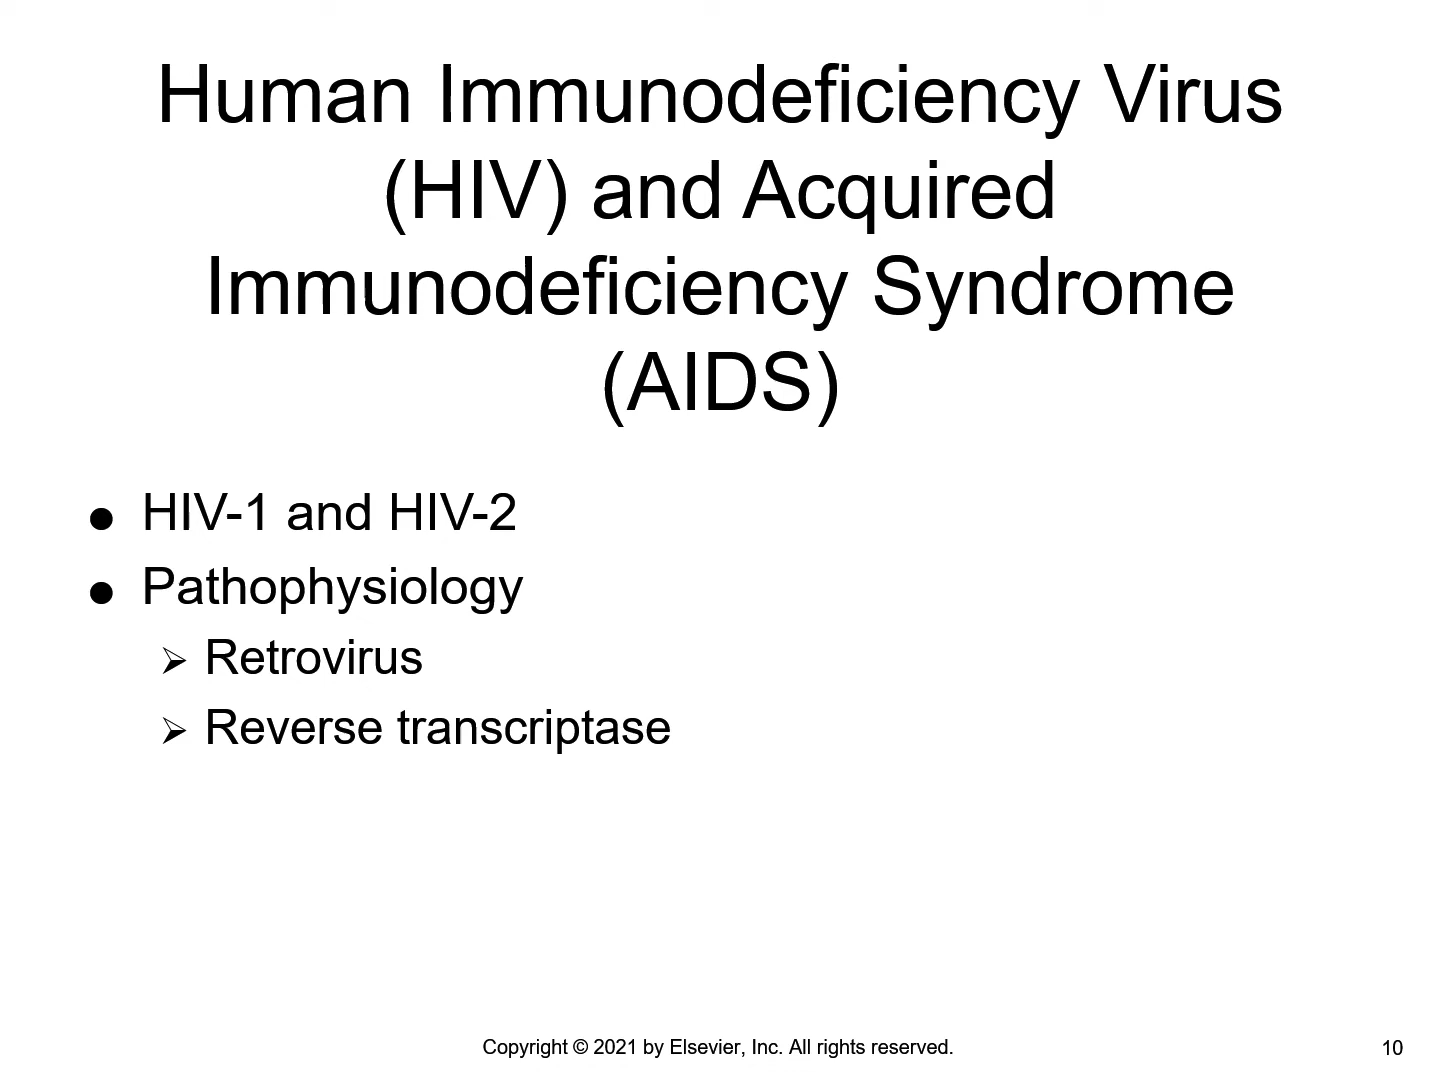 Human Immunodeficiency Virus
(HIV) and Acquired
Immunodeficiency Syndrome
(AIDS)
● HIV-1 and HIV-2
● Pathophysiology
➢ Retrovirus
➢ Reverse transcriptase
Copyright © 2021 by Elsevier, Inc. All rights reserved.
10